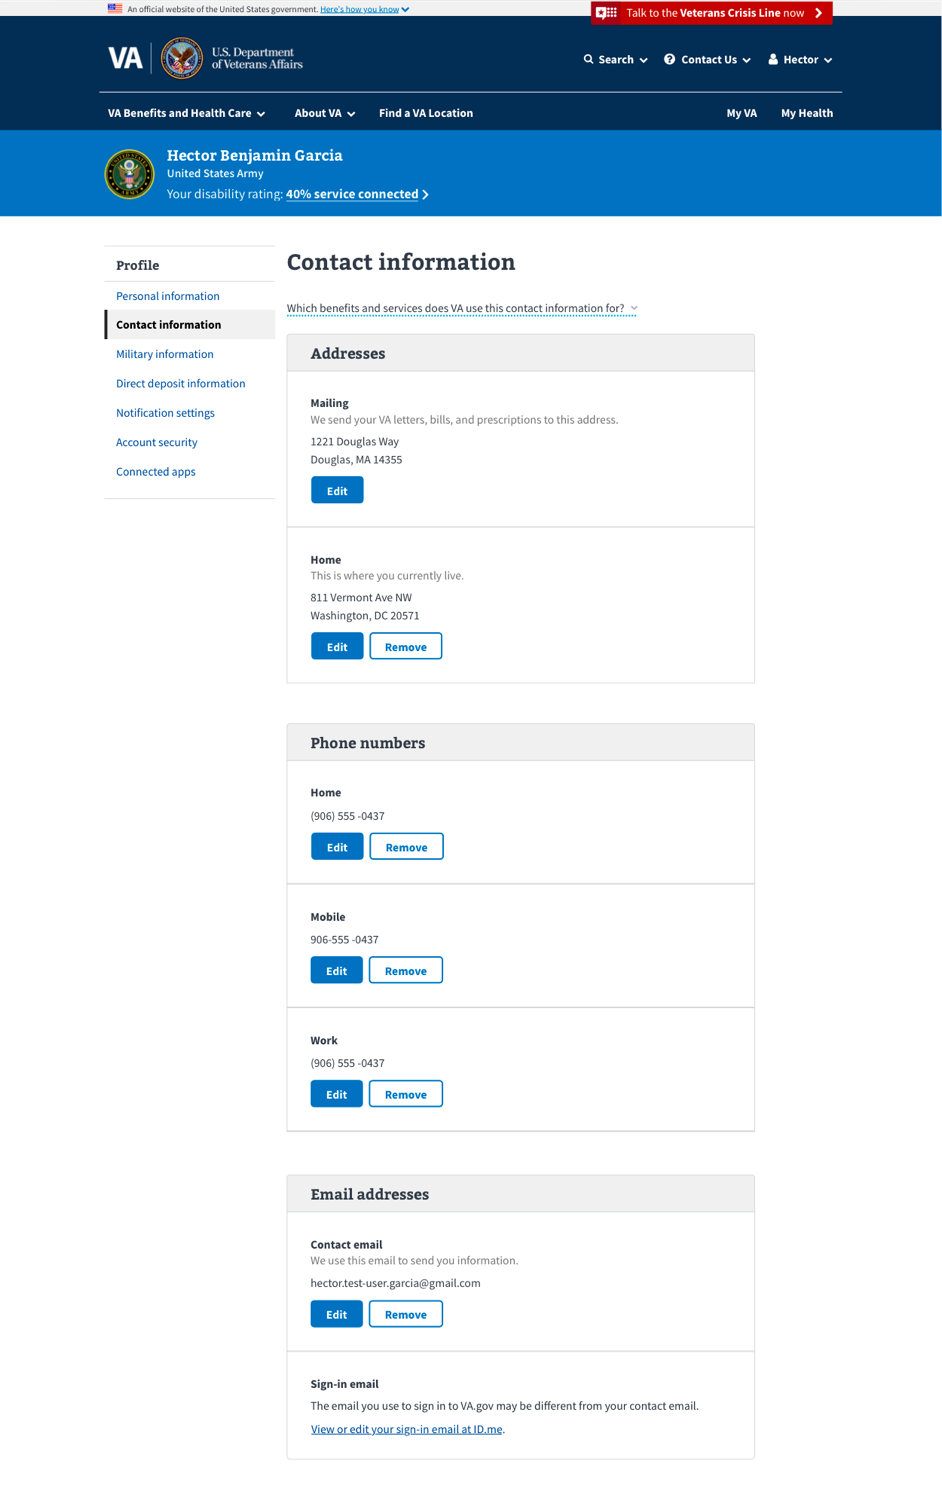 An official website of the United States government. Here's how you know
Talk to the Veterans Crisis Line now
VA
U.S. Department
of Veterans Affairs
Search
Contact Us
Hector
VA Benefits and Health Care
About VA
Find a VA Location
My VA
My Health
Hector Benjamin Garcia
United States Army
Your disability rating: 40% service connected
Profile
Personal information
Contact information
Military information
Direct deposit information
Notification settings
Account security
Connected apps
Contact information
Which benefits and services does VA use this contact information for?
Addresses
Mailing
We send your VA letters, bills, and prescriptions to this address.
1221 Douglas Way
Douglas, MA 14355
Edit
Home
This is where you currently live.
811 Vermont Ave NW
Washington, DC 20571
Edit
Remove
Phone numbers
Home
(906) 555 -0437
Edit
Remove
Mobile
906-555 -0437
Edit
Remove
Work
(906) 555 -0437
Edit
Remove
Email addresses
Contact email
We use this email to send you information.
hector.test-user.garcia@gmail.com
Edit
Remove
Sign-in email
The email you use to sign in to VA.gov may be different from your contact email.
View or edit your sign-in email at ID.me.